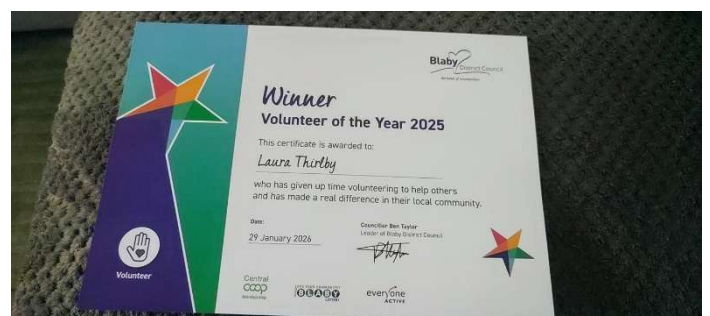 Blaby
District Council
Winner
Volunteer of the Year 2025
This certificate is awarded to:
Laura Thirlby
who has given up time volunteering to help others
and has made a real difference in their local community.
Date:
29 January 2026
Councillor Ben Taylor
Leader of Blaby District Council
Volunteer
Central
coop
BLABY
everyone
ACTIVE